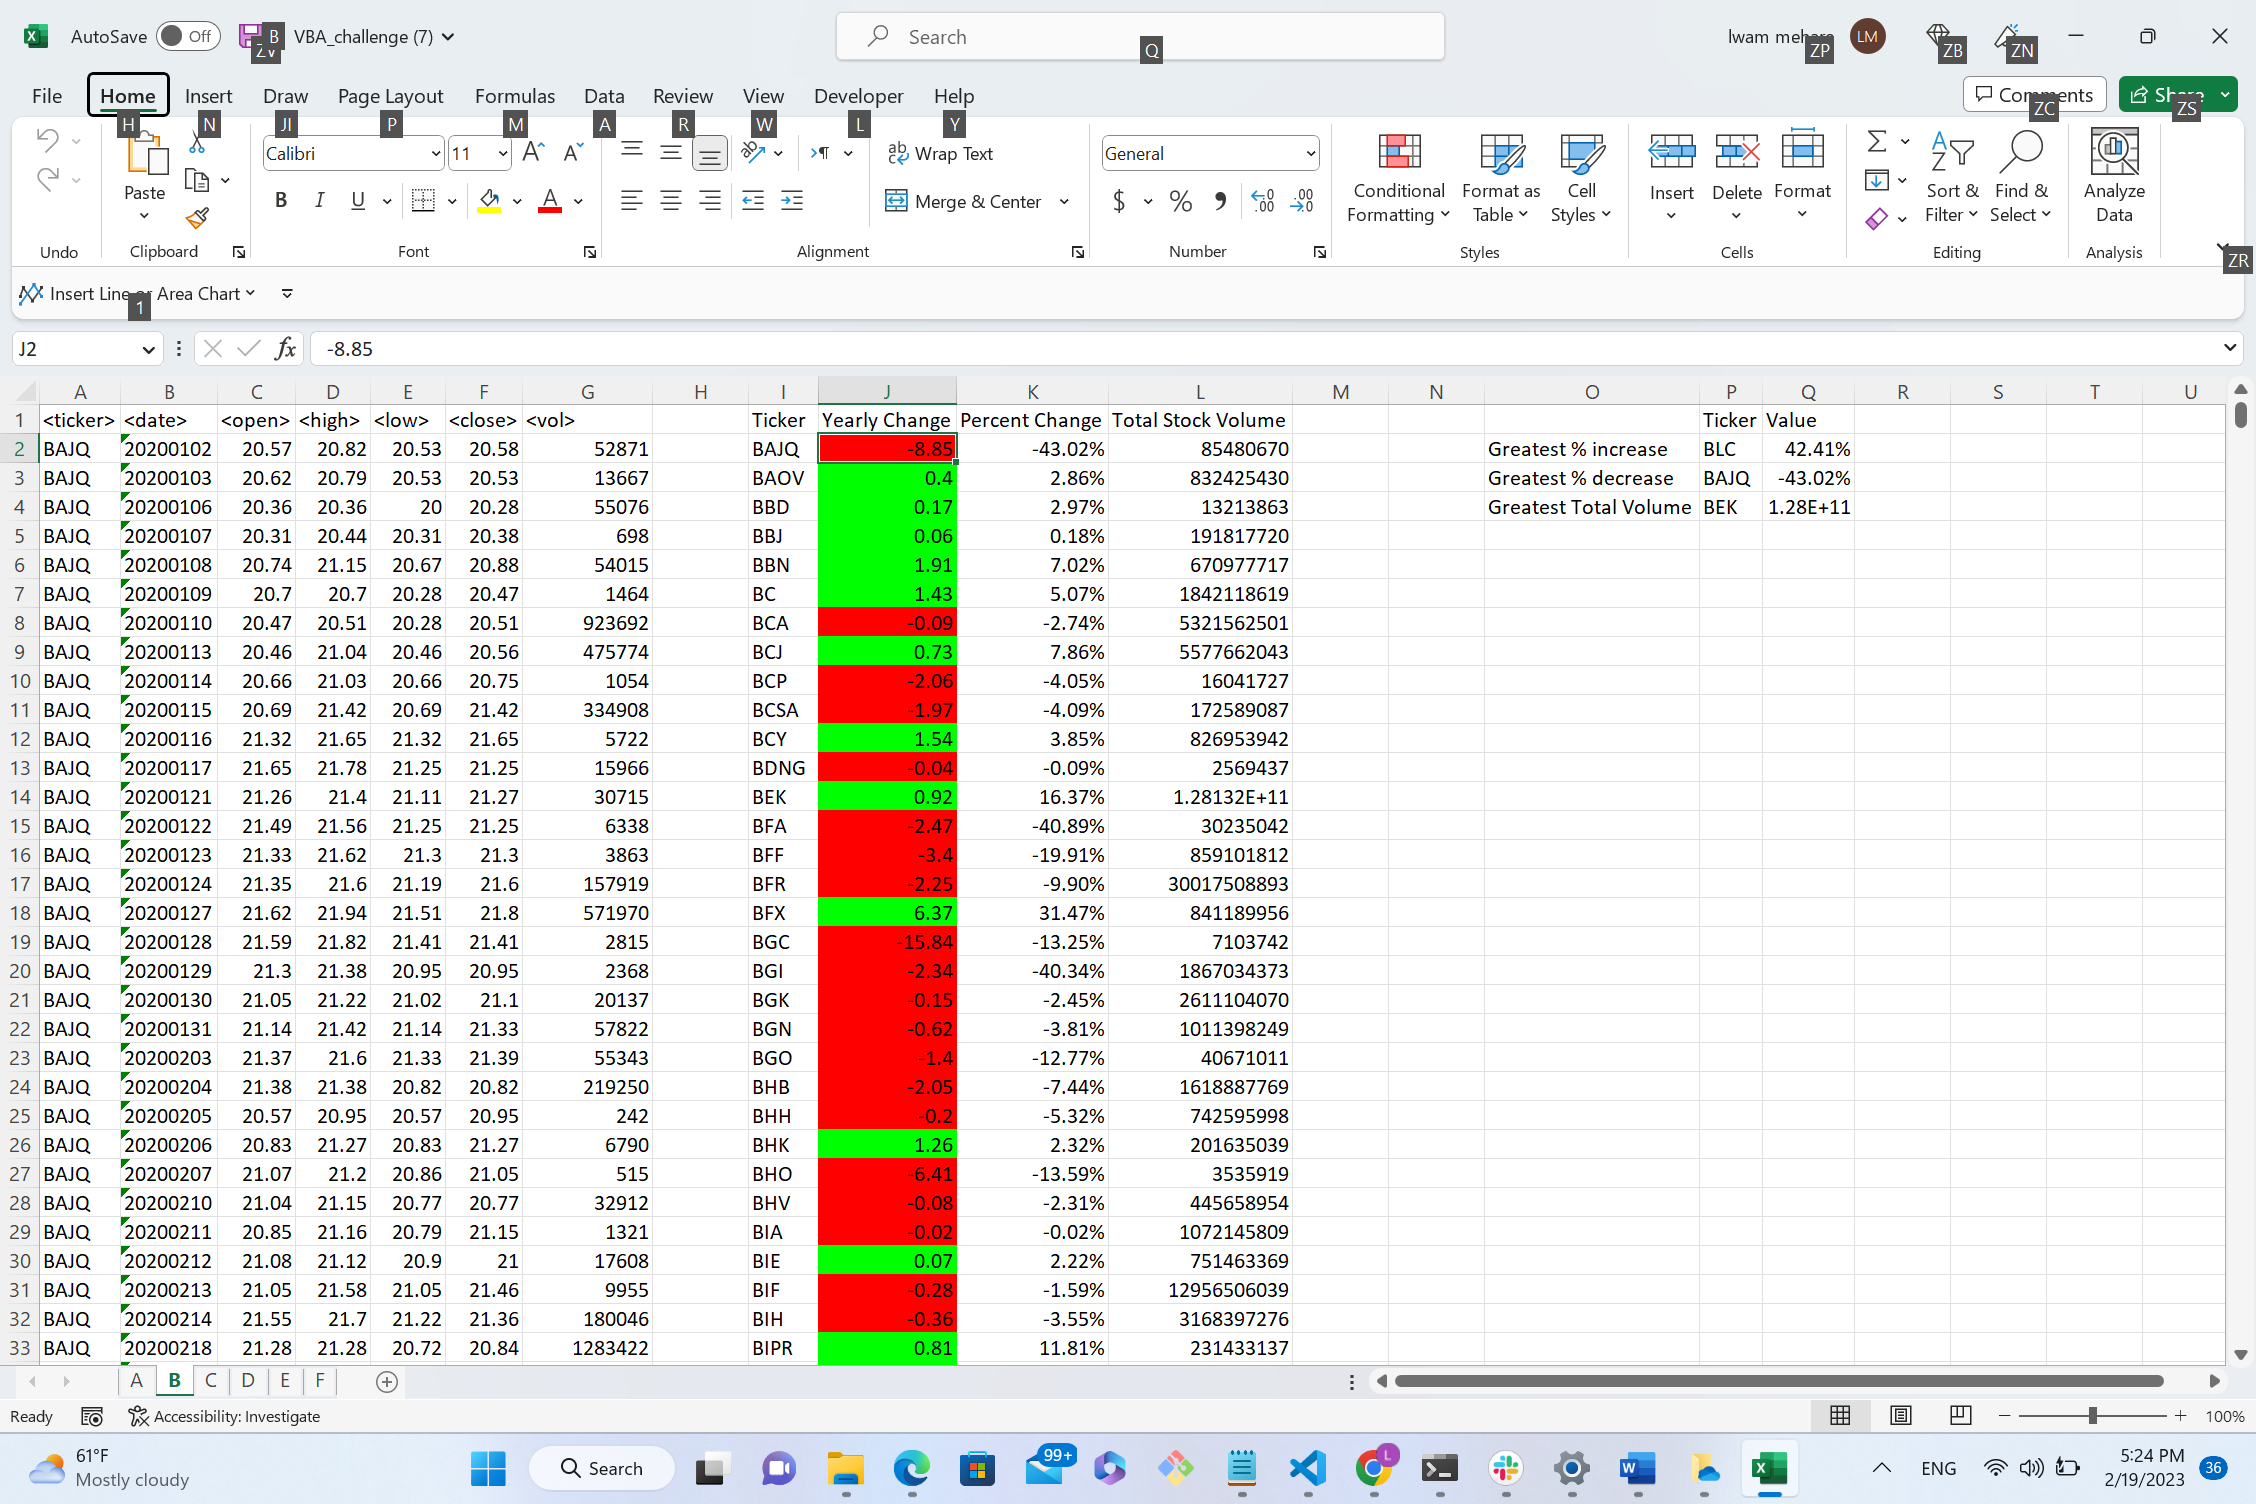 AutoSave Off B ZV VBA_challenge (7) Search Q lwam ZP LM ZB ZN
File Home Insert Draw Page Layout Formulas Data Review View Developer Help Comments Share
H N JI P M A R W L Y ZC ZS
Calibri 11 Wrap Text General
Paste Merge & Center $ % Conditional Formatting Format as Table Cell Styles Insert Delete Format Sort & Filter Find & Select Analyze Data
Undo Clipboard Font Alignment Number Styles Cells Editing Analysis
ZR
Insert Line or Area Chart
1
J2 fx -8.85
A B C D E F G H I J K L M N O P Q R S T U
1 <ticker> <date> <open> <high> <low> <close> <vol> Ticker Yearly Change Percent Change Total Stock Volume Ticker Value
2 BAJQ 20200102 20.57 20.82 20.53 20.58 52871 BAJQ -8.85 -43.02% 85480670 Greatest % increase BLC 42.41%
3 BAJQ 20200103 20.62 20.79 20.53 20.53 13667 BAOV 0.4 2.86% 832425430 Greatest % decrease BAJQ -43.02%
4 BAJQ 20200106 20.36 20.36 20 20.28 55076 BBD 0.17 2.97% 13213863 Greatest Total Volume BEK 1.28E+11
5 BAJQ 20200107 20.31 20.44 20.31 20.38 698 BBJ 0.06 0.18% 191817720
6 BAJQ 20200108 20.74 21.15 20.67 20.88 54015 BBN 1.91 7.02% 670977717
7 BAJQ 20200109 20.7 20.7 20.28 20.47 1464 BC 1.43 5.07% 1842118619
8 BAJQ 20200110 20.47 20.51 20.28 20.51 923692 BCA -0.09 -2.74% 5321562501
9 BAJQ 20200113 20.46 21.04 20.46 20.56 475774 BCJ 0.73 7.86% 5577662043
10 BAJQ 20200114 20.66 21.03 20.66 20.75 1054 BCP -2.06 -4.05% 16041727
11 BAJQ 20200115 20.69 21.42 20.69 21.42 334908 BCSA -1.97 -4.09% 172589087
12 BAJQ 20200116 21.32 21.65 21.32 21.65 5722 BCY 1.54 3.85% 826953942
13 BAJQ 20200117 21.65 21.78 21.25 21.25 15966 BDNG -0.04 -0.09% 2569437
14 BAJQ 20200121 21.26 21.4 21.11 21.27 30715 BEK 0.92 16.37% 1.28132E+11
15 BAJQ 20200122 21.49 21.56 21.25 21.25 6338 BFA -2.47 -40.89% 30235042
16 BAJQ 20200123 21.33 21.62 21.3 21.3 3863 BFF -3.4 -19.91% 859101812
17 BAJQ 20200124 21.35 21.6 21.19 21.6 157919 BFR -2.25 -9.90% 30017508893
18 BAJQ 20200127 21.62 21.94 21.51 21.8 571970 BFX 6.37 31.47% 841189956
19 BAJQ 20200128 21.59 21.82 21.41 21.41 2815 BGC -15.84 -13.25% 7103742
20 BAJQ 20200129 21.3 21.38 20.95 20.95 2368 BGI -2.34 -40.34% 1867034373
21 BAJQ 20200130 21.05 21.22 21.02 21.1 20137 BGK -0.15 -2.45% 2611104070
22 BAJQ 20200131 21.14 21.42 21.14 21.33 57822 BGN -0.62 -3.81% 1011398249
23 BAJQ 20200203 21.37 21.6 21.33 21.39 55343 BGO -1.4 -12.77% 40671011
24 BAJQ 20200204 21.38 21.38 20.82 20.82 219250 BHB -2.05 -7.44% 1618887769
25 BAJQ 20200205 20.57 20.95 20.57 20.95 242 BHH -0.2 -5.32% 742595998
26 BAJQ 20200206 20.83 21.27 20.83 21.27 6790 BHK 1.26 2.32% 201635039
27 BAJQ 20200207 21.07 21.2 20.86 21.05 515 BHO -6.41 -13.59% 3535919
28 BAJQ 20200210 21.04 21.15 20.77 20.77 32912 BHV -0.08 -2.31% 445658954
29 BAJQ 20200211 20.85 21.16 20.79 21.15 1321 BIA -0.02 -0.02% 1072145809
30 BAJQ 20200212 21.08 21.12 20.9 21 17608 BIE 0.07 2.22% 751463369
31 BAJQ 20200213 21.05 21.58 21.05 21.46 9955 BIF -0.28 -1.59% 12956506039
32 BAJQ 20200214 21.55 21.7 21.22 21.36 180046 BIH -0.36 -3.55% 3168397276
33 BAJQ 20200218 21.28 21.28 20.72 20.84 1283422 BIPR 0.81 11.81% 231433137
A B C D E F
Ready Accessibility: Investigate 100%
61°F
Mostly cloudy
Search 99+ L W ENG 5:24 PM
2/19/2023 36